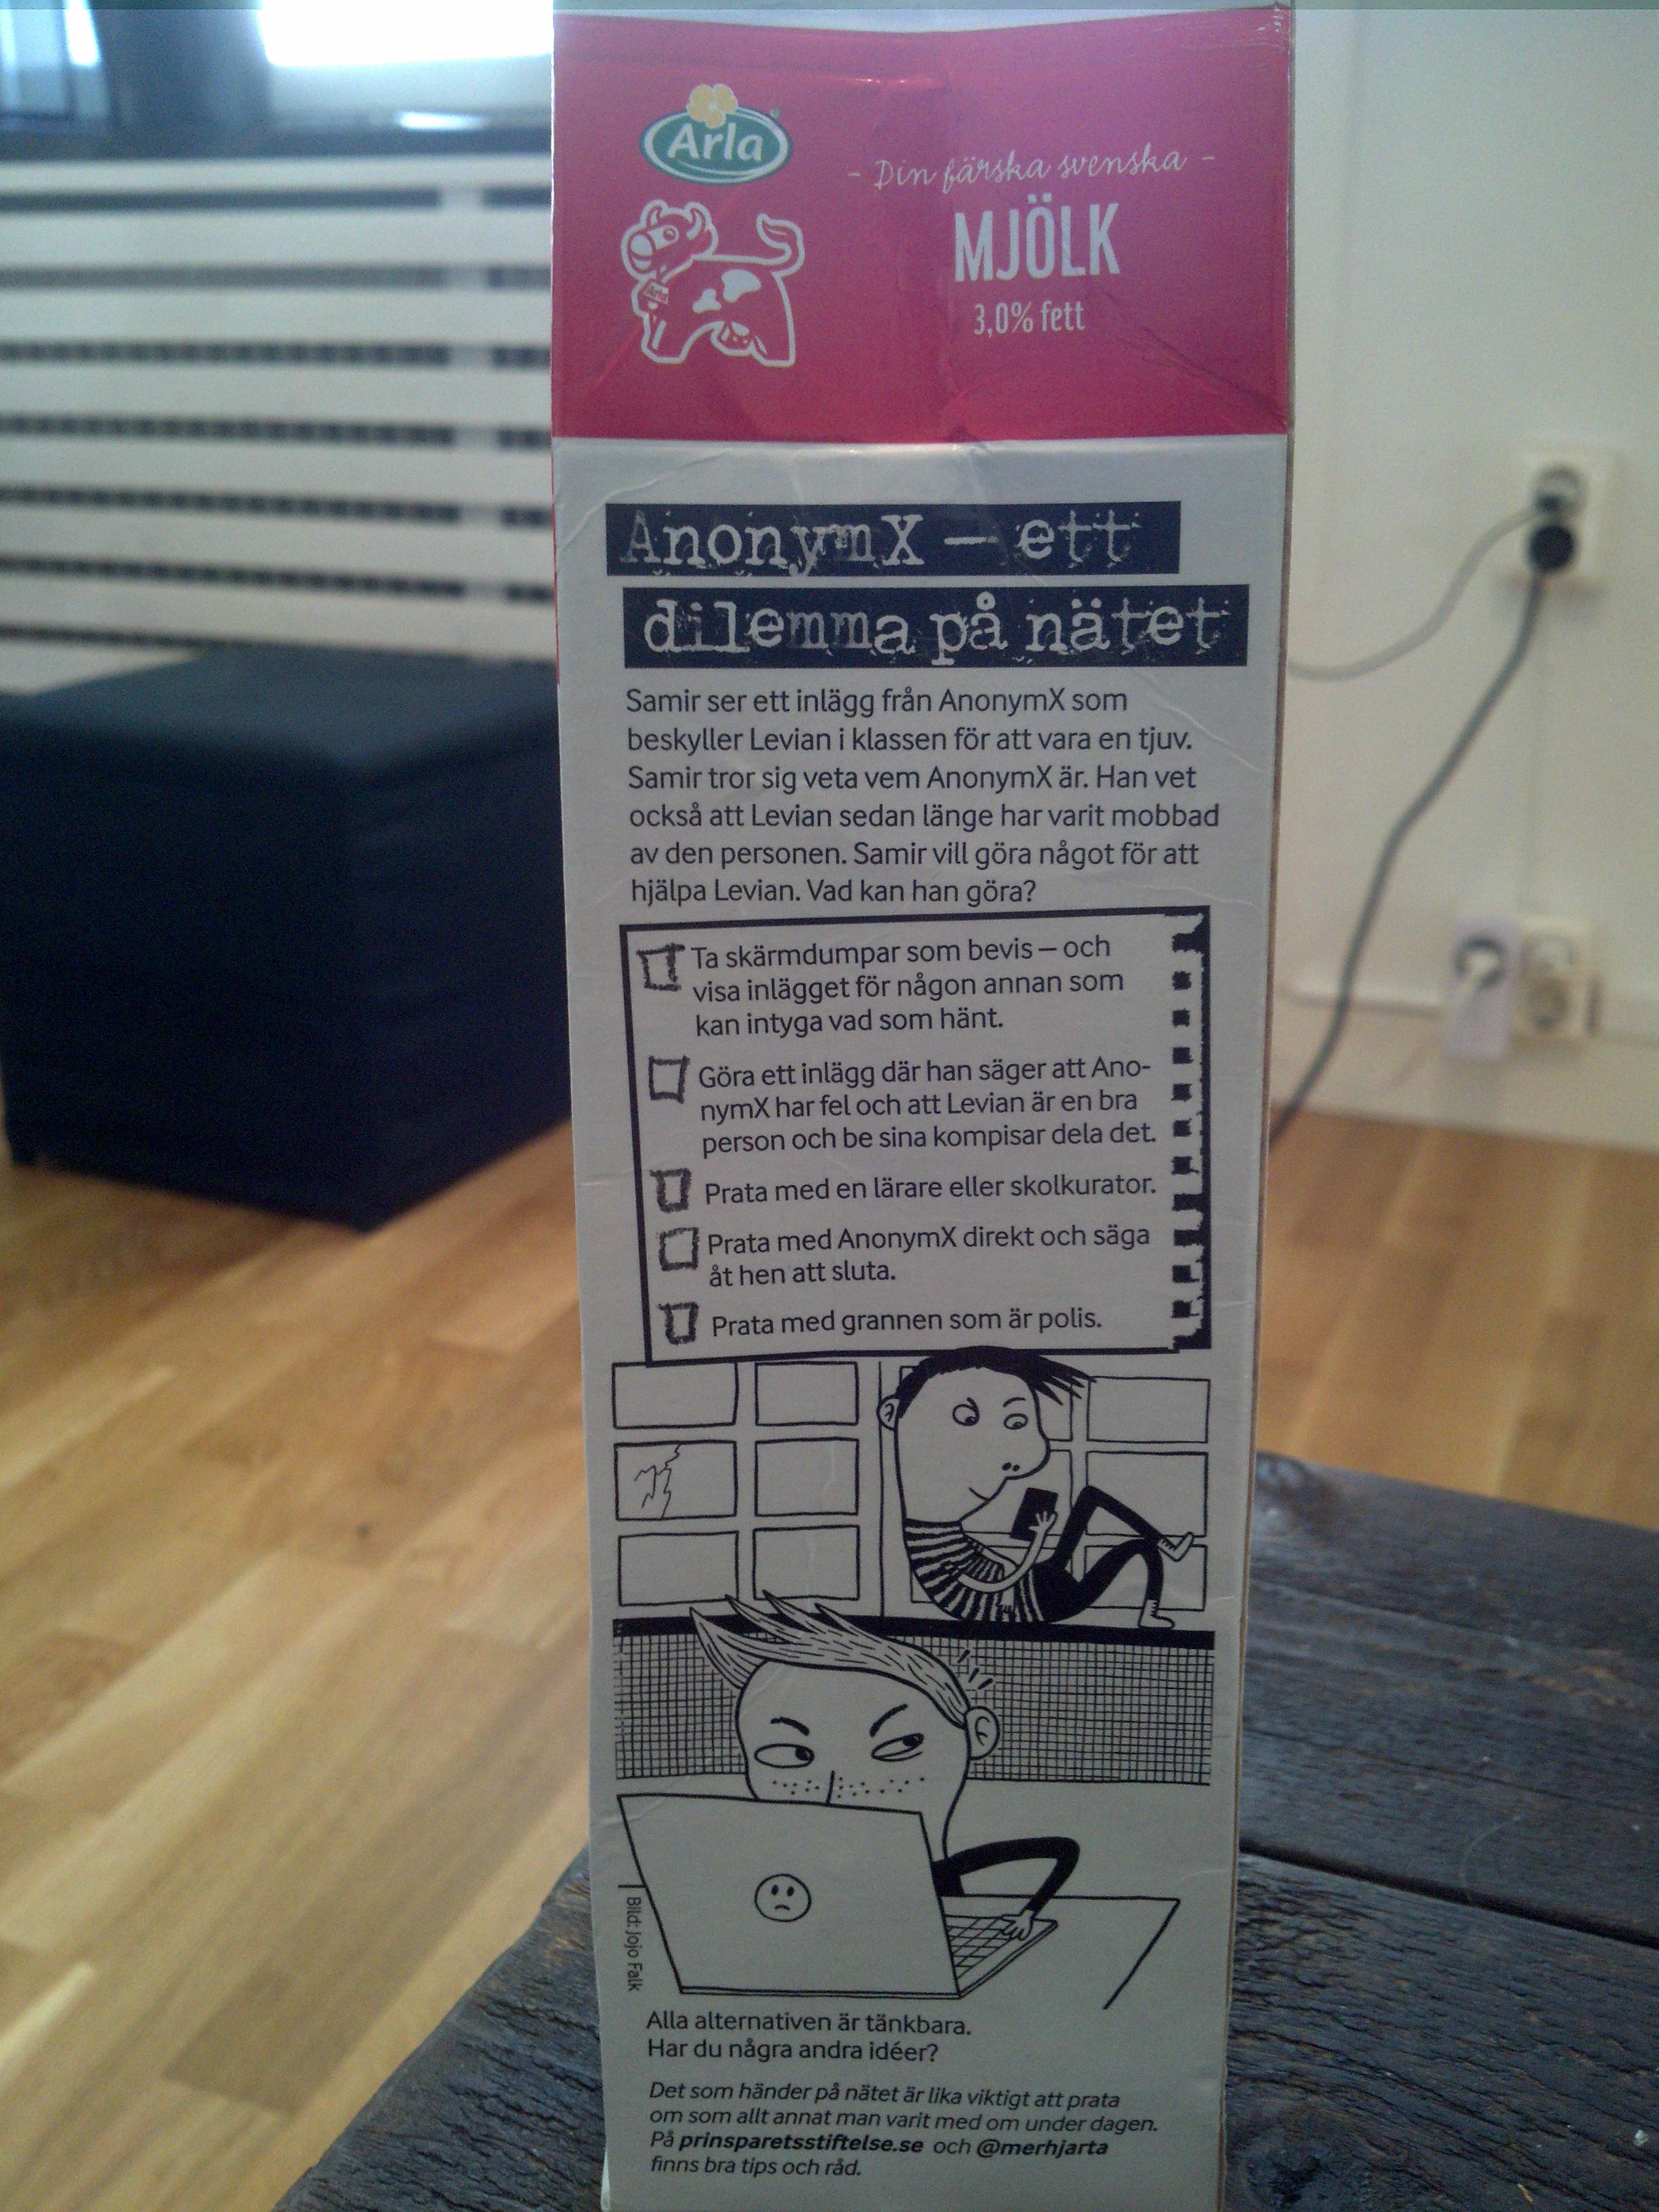 Arla
- Din färska svenska -
MJÖLK
3,0% fett
AnonymX – ett
dilemma på nätet
Samir ser ett inlägg från AnonymX som
beskyller Levian i klassen för att vara en tjuv.
Samir tror sig veta vem AnonymX är. Han vet
också att Levian sedan länge har varit mobbad
av den personen. Samir vill göra något för att
hjälpa Levian. Vad kan han göra?
Ta skärmdumpar som bevis – och
visa inlägget för någon annan som
kan intyga vad som hänt.
Göra ett inlägg där han säger att Ano-
nymX har fel och att Levian är en bra
person och be sina kompisar dela det.
Prata med en lärare eller skolkurator.
Prata med AnonymX direkt och säga
åt hen att sluta.
Prata med grannen som är polis.
Bild: Jojo Falk
Alla alternativen är tänkbara.
Har du några andra idéer?
Det som händer på nätet är lika viktigt att prata
om som allt annat man varit med om under dagen.
På prinsparetsstiftelse.se och @merhjarta
finns bra tips och råd.